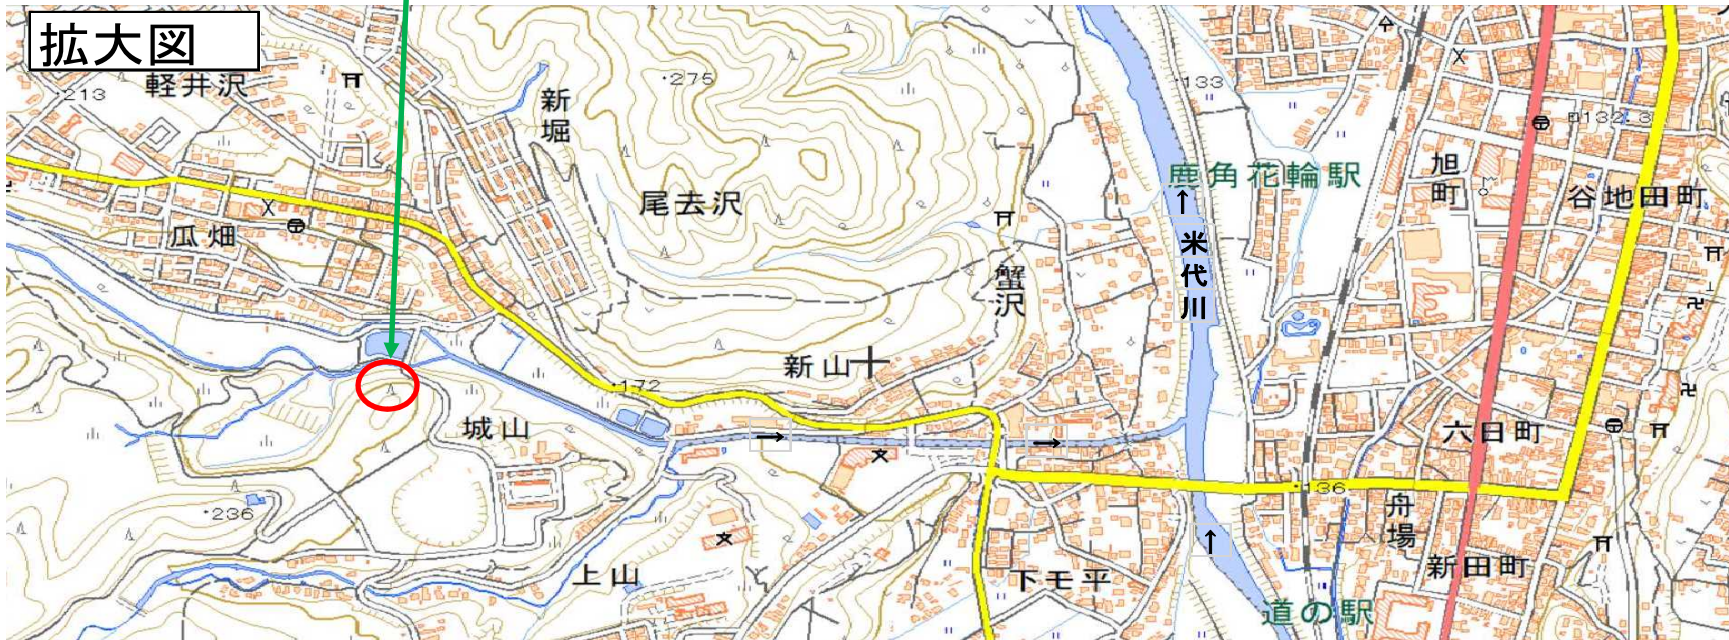 拡大図
軽井沢
・213
新堀
・275
・133
鹿角花輪駅
旭町
□132.3
谷地田町
尾去沢
瓜畑
米代川
蟹沢
新山
・172
城山
六日町
・136
舟場
・236
上山
下モ平
新田町
道の駅